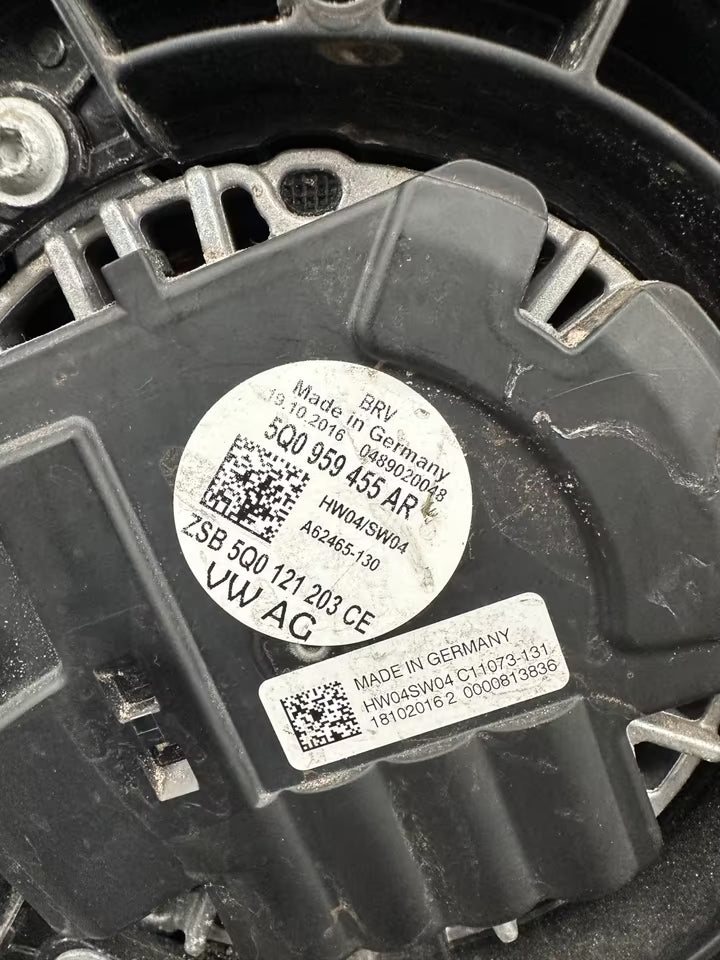 BRV
Made in Germany
19.10.2016 0489020048
5Q0 959 455 AR
HW04/SW04
A62465-130
ZSB 5Q0 121 203 CE
VW AG
MADE IN GERMANY
HW04SW04 C11073-131
18102016 2 0000813836